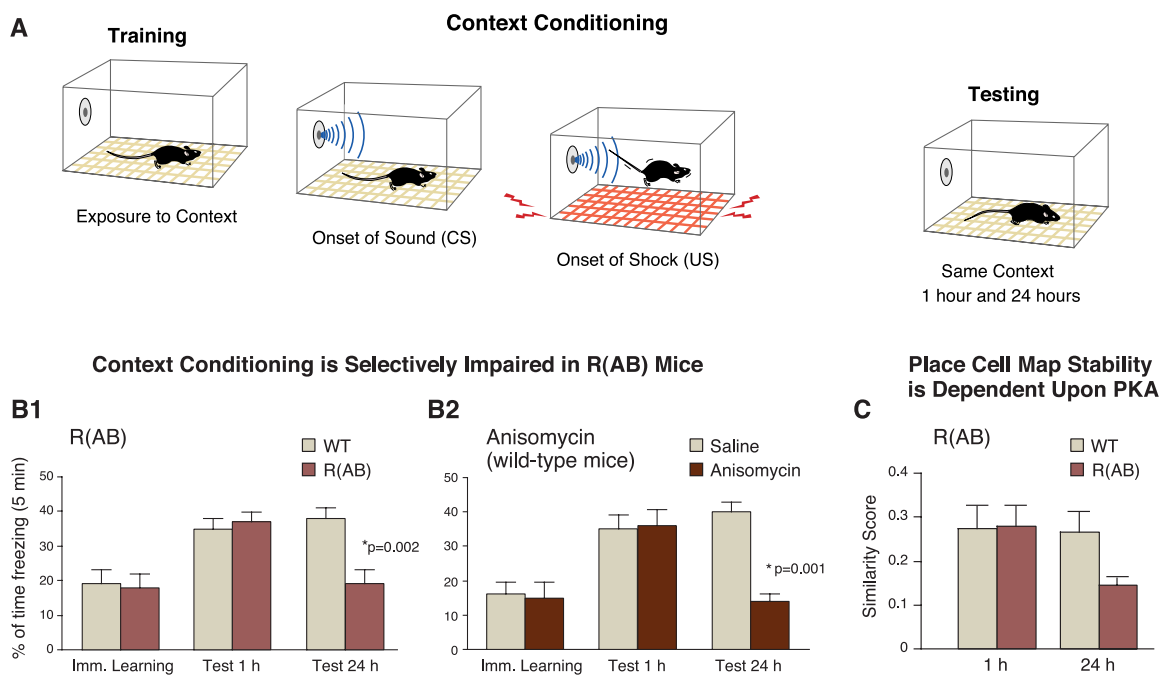 A
Training
Context Conditioning
Testing
Exposure to Context
Onset of Sound (CS)
Onset of Shock (US)
Same Context
1 hour and 24 hours
Context Conditioning is Selectively Impaired in R(AB) Mice
Place Cell Map Stability
is Dependent Upon PKA
B1
R(AB)
WT
R(AB)
% of time freezing (5 min)
50
40
30
20
10
0
*p=0.002
Imm. Learning
Test 1 h
Test 24 h
B2
Anisomycin
(wild-type mice)
Saline
Anisomycin
50
40
30
20
10
0
*p=0.001
Imm. Learning
Test 1 h
Test 24 h
C
R(AB)
WT
R(AB)
Similarity Score
0.4
0.3
0.2
0.1
0
1 h
24 h